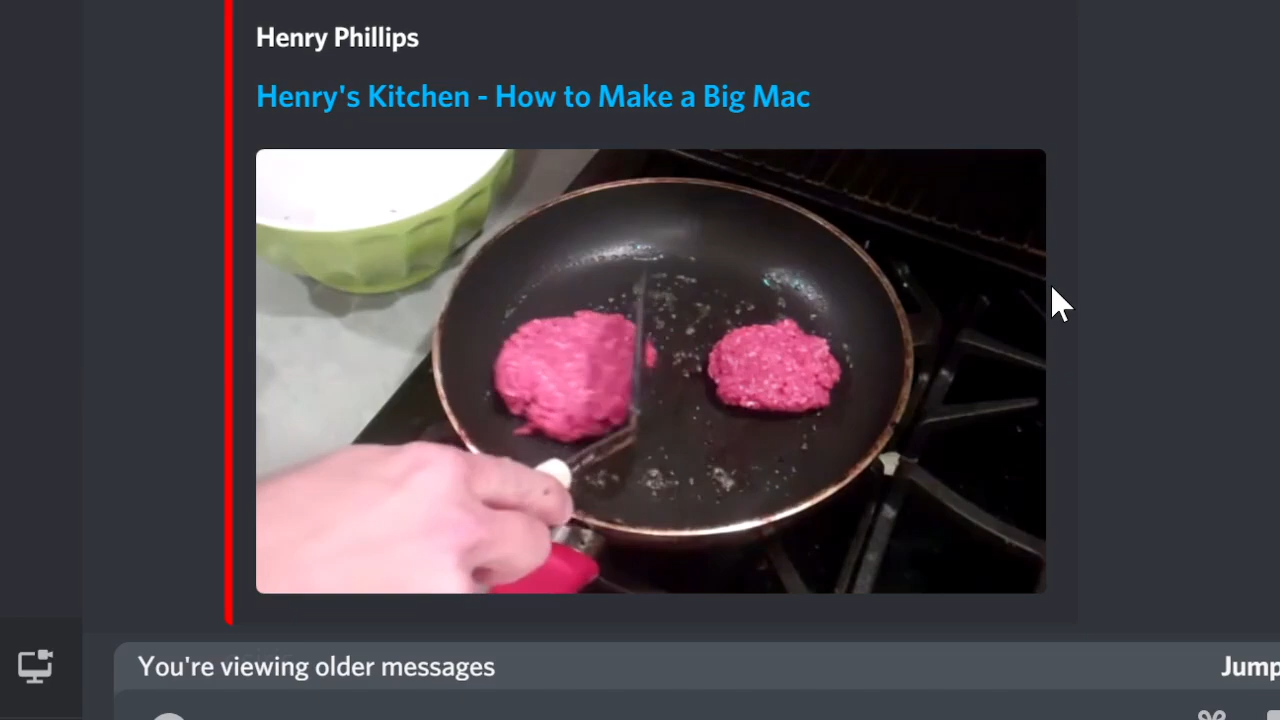 Henry Phillips
Henry's Kitchen - How to Make a Big Mac
You're viewing older messages
Jump